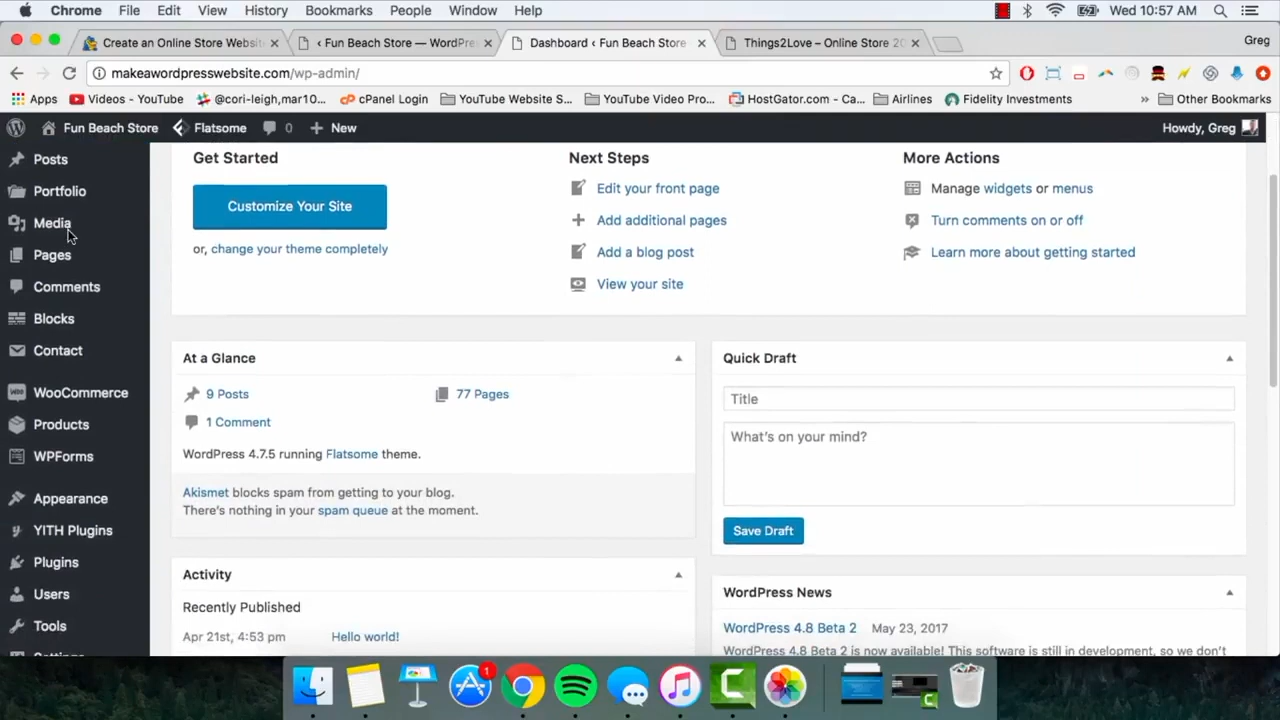 Chrome File Edit View History Bookmarks People Window Help Wed 10:57 AM
Create an Online Store Websit
‹ Fun Beach Store — WordPre
Dashboard ‹ Fun Beach Store
Things2Love – Online Store 20
Greg
makeawordpresswebsite.com/wp-admin/
Apps Videos - YouTube @cori-leigh,mar10... cPanel Login YouTube Website S... YouTube Video Pro... HostGator.com - Ca... Airlines Fidelity Investments » Other Bookmarks
Fun Beach Store Flatsome 0 New Howdy, Greg
Posts
Portfolio
Media
Pages
Comments
Blocks
Contact
WooCommerce
Products
WPForms
Appearance
YITH Plugins
Plugins
Users
Tools
Get Started
Customize Your Site
or, change your theme completely
Next Steps
Edit your front page
Add additional pages
Add a blog post
View your site
More Actions
Manage widgets or menus
Turn comments on or off
Learn more about getting started
At a Glance
9 Posts 77 Pages
1 Comment
WordPress 4.7.5 running Flatsome theme.
Akismet blocks spam from getting to your blog.
There's nothing in your spam queue at the moment.
Activity
Recently Published
Apr 21st, 4:53 pm Hello world!
Quick Draft
Title
What's on your mind?
Save Draft
WordPress News
WordPress 4.8 Beta 2 May 23, 2017
WordPress 4.8 Beta 2 is now available! This software is still in development, so we don't
1